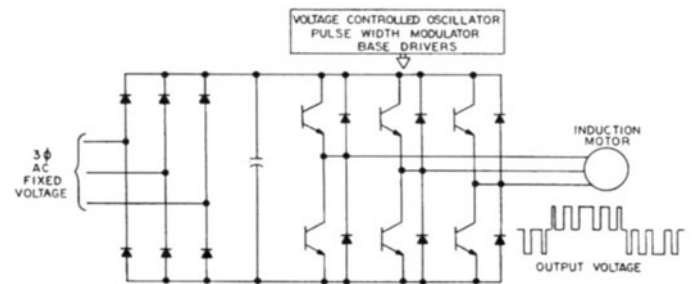 VOLTAGE CONTROLLED OSCILLATOR
PULSE WIDTH MODULATOR
BASE DRIVERS
3ϕ
AC
FIXED
VOLTAGE
INDUCTION
MOTOR
OUTPUT VOLTAGE